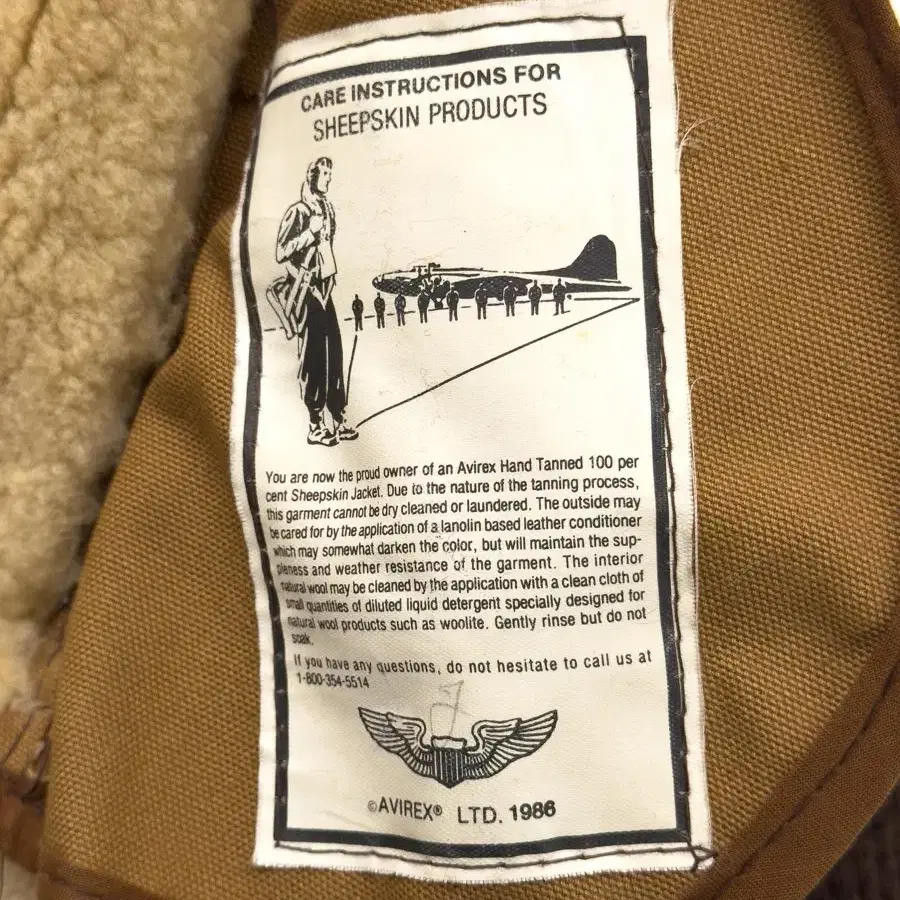 CARE INSTRUCTIONS FOR
SHEEPSKIN PRODUCTS
You are now the proud owner of an Avirex Hand Tanned 100 per
cent Sheepskin Jacket. Due to the nature of the tanning process,
this garment cannot be dry cleaned or laundered. The outside may
be cared for by the application of a lanolin based leather conditioner
which may somewhat darken the color, but will maintain the sup-
pleness and weather resistance of the garment. The interior
natural wool may be cleaned by the application with a clean cloth of
small quantities of diluted liquid detergent specially designed for
natural wool products such as woolite. Gently rinse but do not
soak.
If you have any questions, do not hesitate to call us at
1-800-354-5514
©AVIREX® LTD. 1986